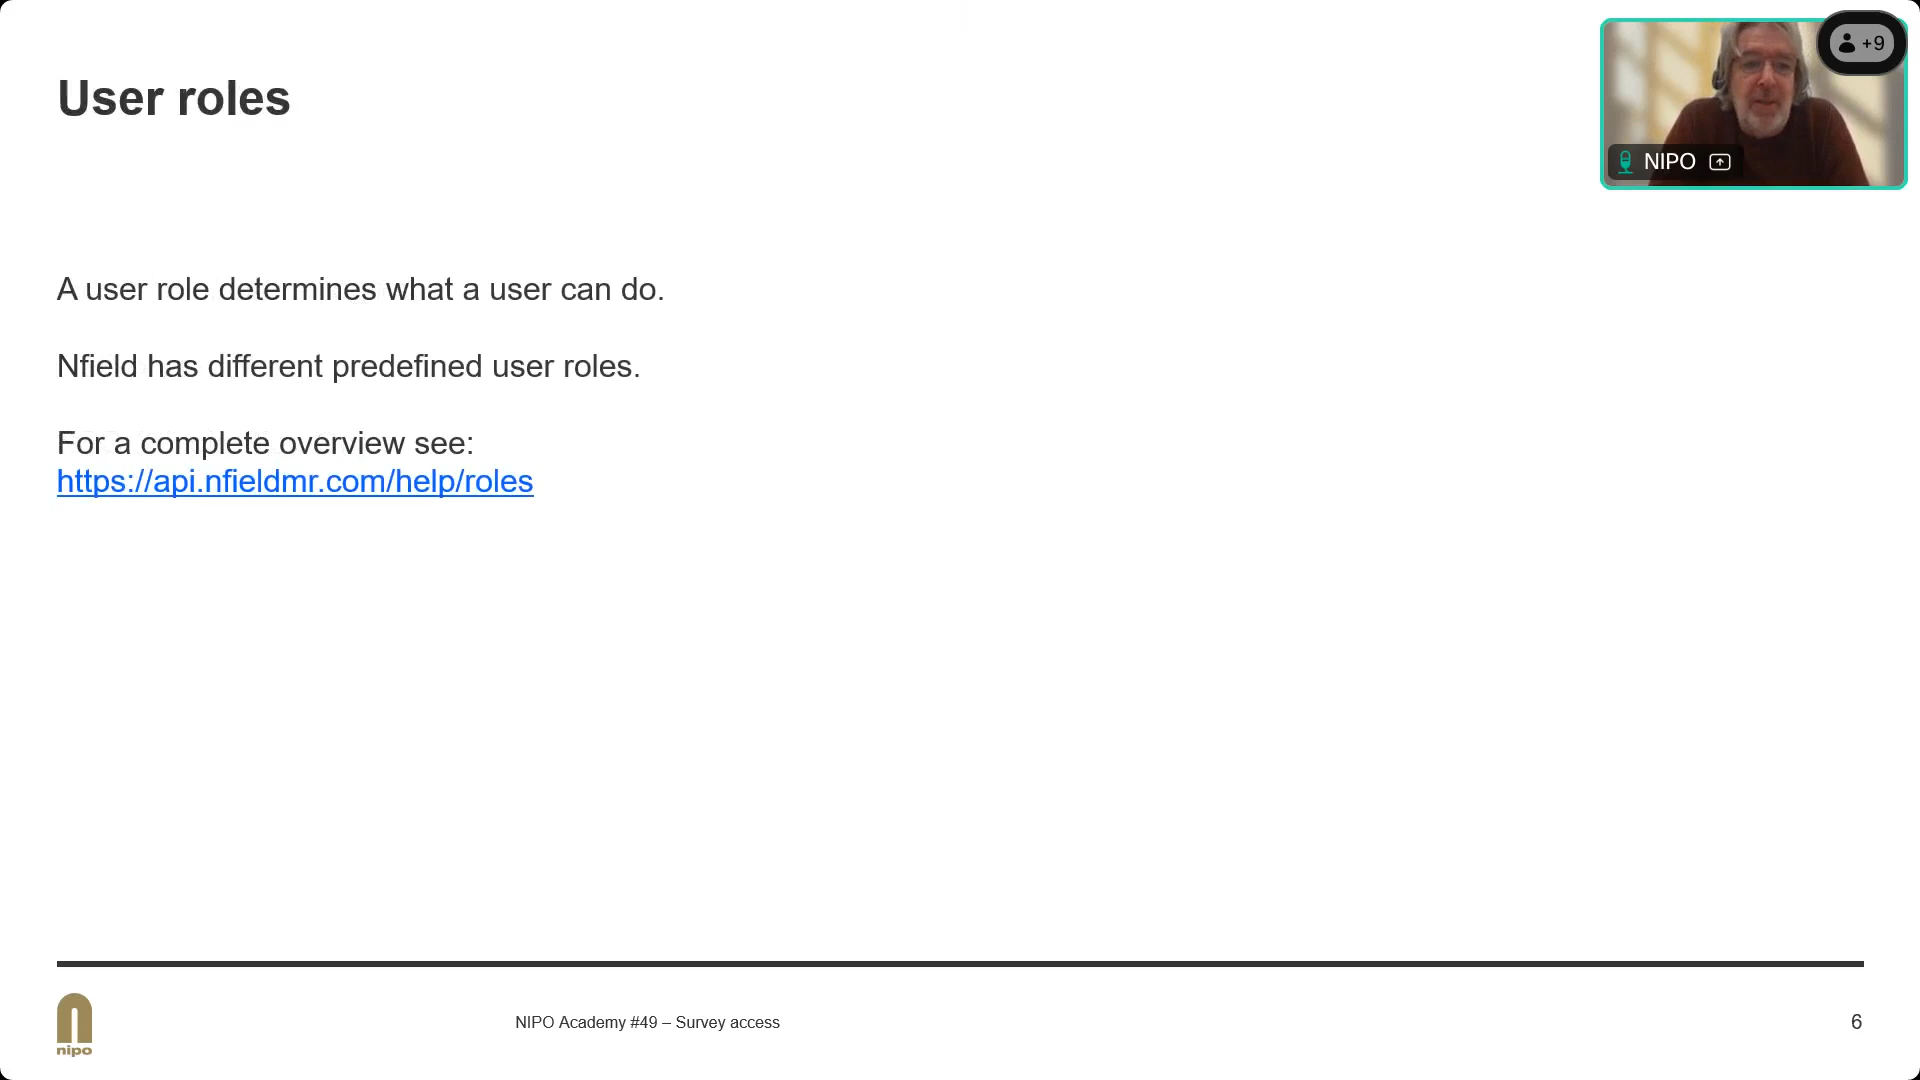 User roles
+9
NIPO
A user role determines what a user can do.
Nfield has different predefined user roles.
For a complete overview see:
https://api.nfieldmr.com/help/roles
nipo
NIPO Academy #49 – Survey access
6